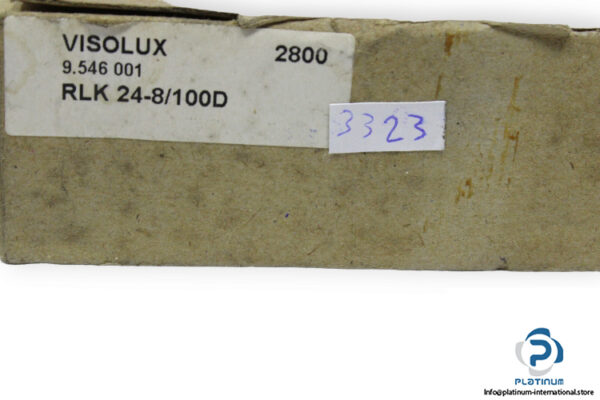 VISOLUX 2800
9.546 001
RLK 24-8/100D
3323
PLATINUM
Info@platinum-international.store